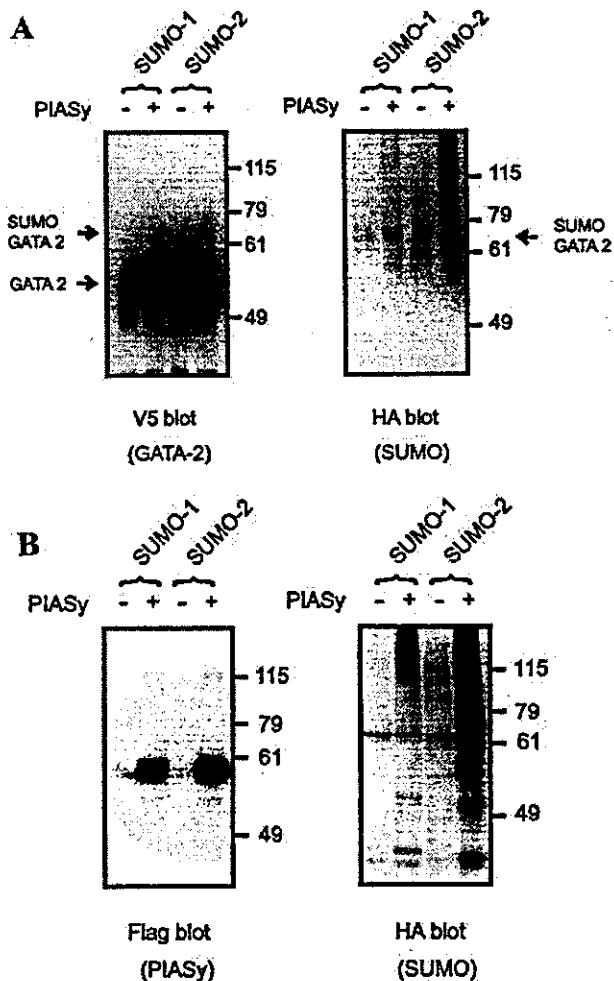 A
SUMO-1 SUMO-2
PIASy - + - +
115
79
SUMO GATA 2
61
GATA 2
49
V5 blot
(GATA-2)
SUMO-1 SUMO-2
PIASy - + - +
115
79
SUMO GATA 2
61
49
HA blot
(SUMO)
B
SUMO-1 SUMO-2
PIASy - + - +
115
79
61
49
Flag blot
(PIASy)
SUMO-1 SUMO-2
PIASy - + - +
115
79
61
49
HA blot
(SUMO)